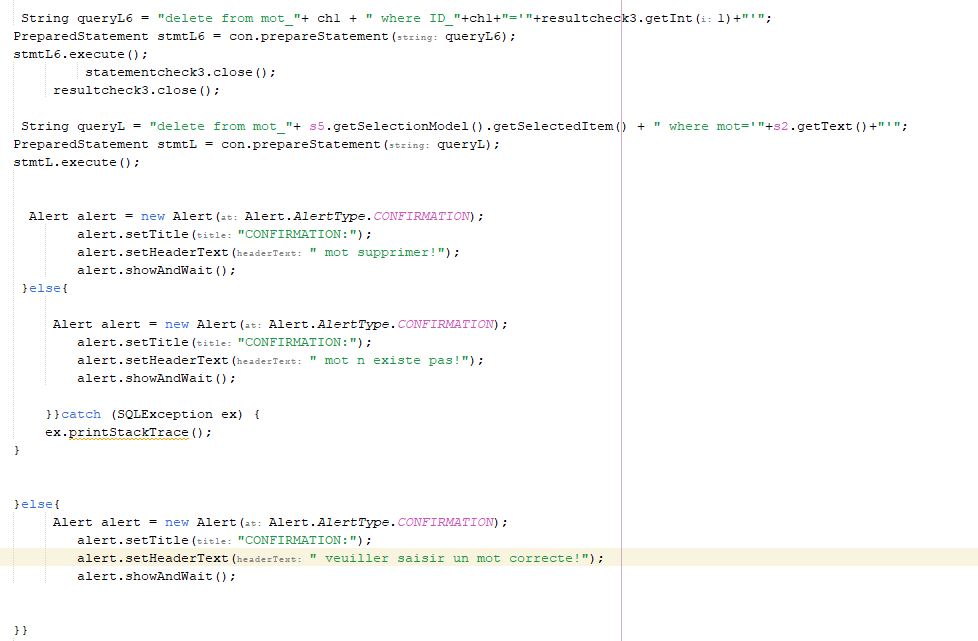 String queryL6 = "delete from mot_"+ ch1 + " where ID_"+ch1+"='"+resultcheck3.getInt(i: 1)+"'";
PreparedStatement stmtL6 = con.prepareStatement(string: queryL6);
stmtL6.execute();
statementcheck3.close();
resultcheck3.close();
String queryL = "delete from mot_"+ s5.getSelectionModel().getSelectedItem() + " where mot='"+s2.getText()+"'";
PreparedStatement stmtL = con.prepareStatement(string: queryL);
stmtL.execute();
Alert alert = new Alert(at: Alert.AlertType.CONFIRMATION);
alert.setTitle(title: "CONFIRMATION:");
alert.setHeaderText(headerText: " mot supprimer!");
alert.showAndWait();
}else{
Alert alert = new Alert(at: Alert.AlertType.CONFIRMATION);
alert.setTitle(title: "CONFIRMATION:");
alert.setHeaderText(headerText: " mot n existe pas!");
alert.showAndWait();
}}catch (SQLException ex) {
ex.printStackTrace();
}
}else{
Alert alert = new Alert(at: Alert.AlertType.CONFIRMATION);
alert.setTitle(title: "CONFIRMATION:");
alert.setHeaderText(headerText: " veuiller saisir un mot correcte!");
alert.showAndWait();
}}